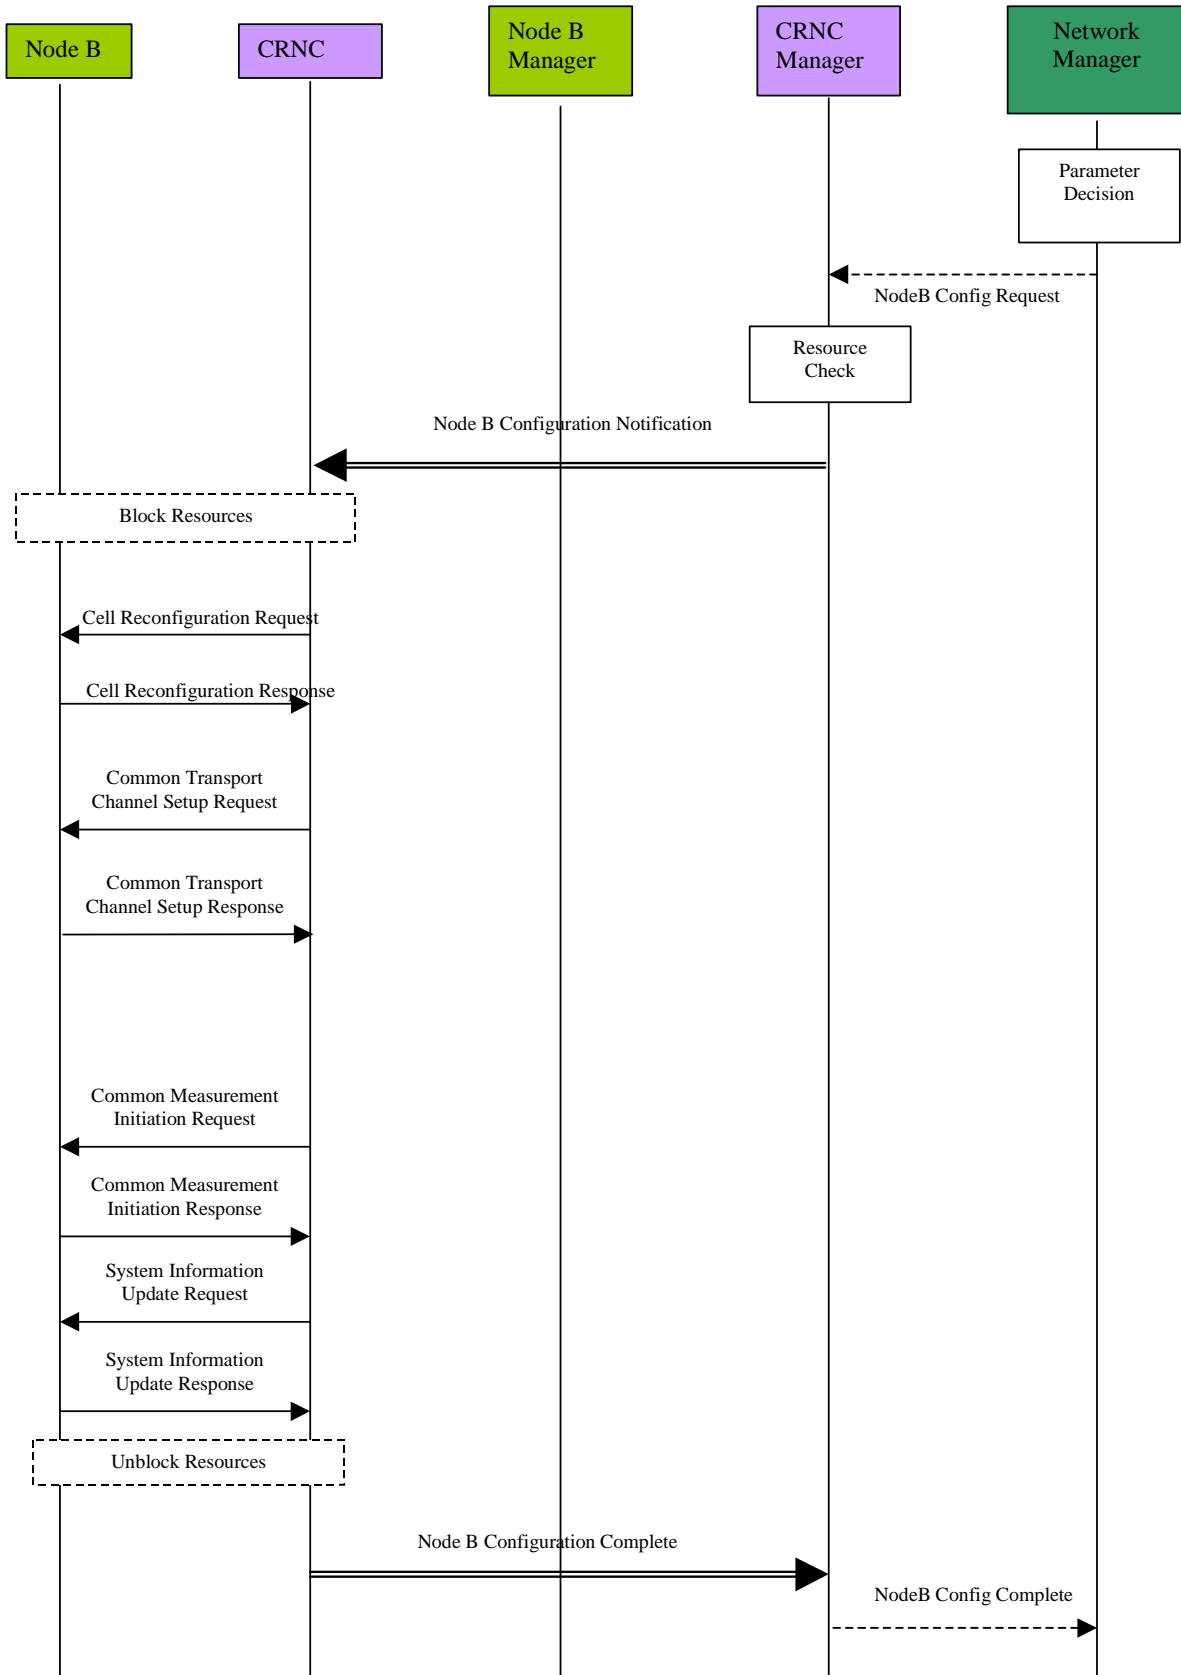 Node B
CRNC
Node B
Manager
CRNC
Manager
Network
Manager
Parameter
Decision
NodeB Config Request
Resource
Check
Node B Configuration Notification
Block Resources
Cell Reconfiguration Request
Cell Reconfiguration Response
Common Transport
Channel Setup Request
Common Transport
Channel Setup Response
Common Measurement
Initiation Request
Common Measurement
Initiation Response
System Information
Update Request
System Information
Update Response
Unblock Resources
Node B Configuration Complete
NodeB Config Complete